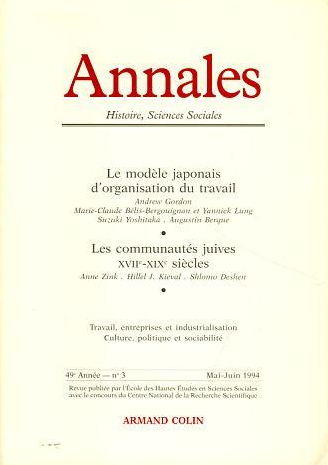 Annales
Histoire, Sciences Sociales
Le modèle japonais
d'organisation du travail
Andrew Gordon
Marie-Claude Bélis-Bergouignan et Yannick Lung
Suzuki Yoshitaka . Augustin Berque
•
Les communautés juives
XVIIe-XIXe siècles
Anne Zink . Hillel J. Kieval . Shlomo Deshen
•
Travail, entreprises et industrialisation
Culture, politique et sociabilité
49e Année — n° 3 Mai-Juin 1994
Revue publiée par l'École des Hautes Études en Sciences Sociales
avec le concours du Centre National de la Recherche Scientifique
ARMAND COLIN